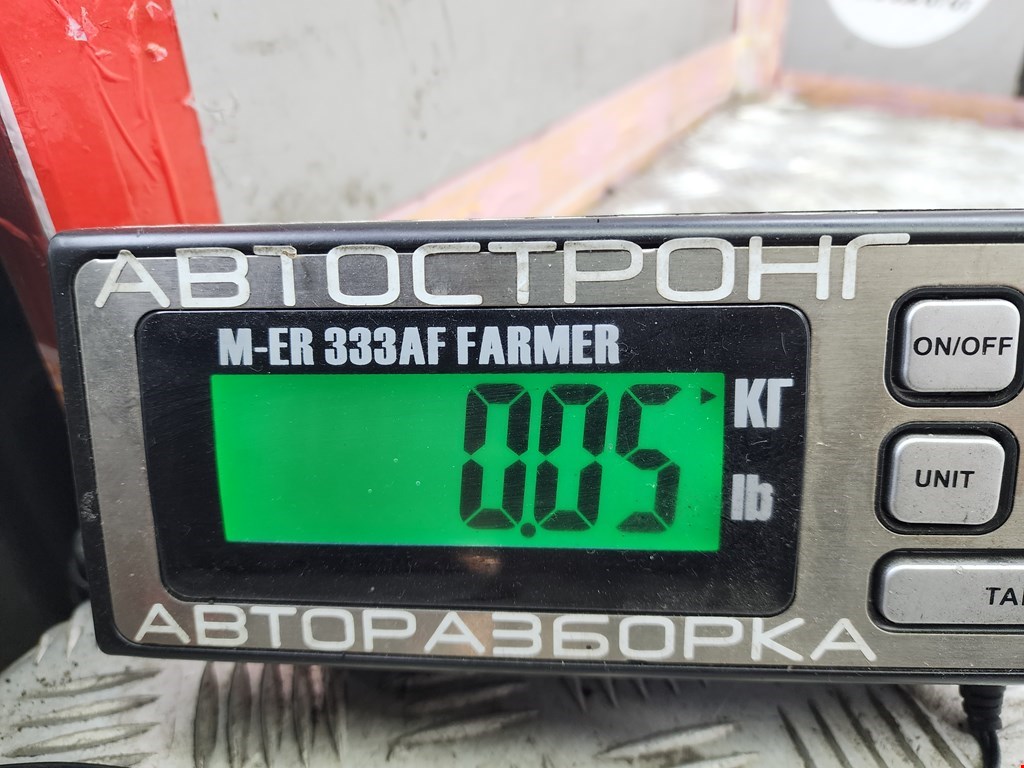 АВТОСТРОНГ
M-ER 333AF FARMER
0.05
КГ
lb
ON/OFF
UNIT
АВТОРАЗБОРКА